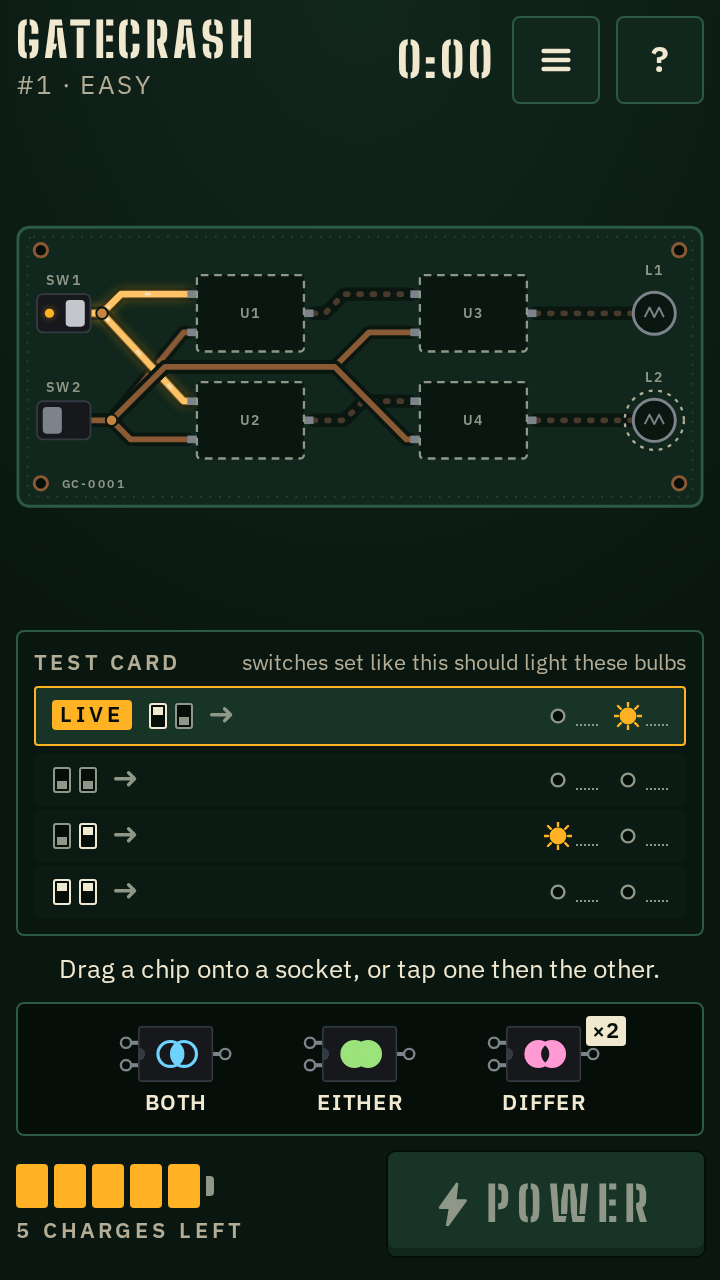 GATECRASH
#1 · EASY
0:00
?
SW1
SW2
U1
U2
U3
U4
L1
L2
GC-0001
TEST CARD
switches set like this should light these bulbs
LIVE
Drag a chip onto a socket, or tap one then the other.
×2
BOTH
EITHER
DIFFER
5 CHARGES LEFT
POWER